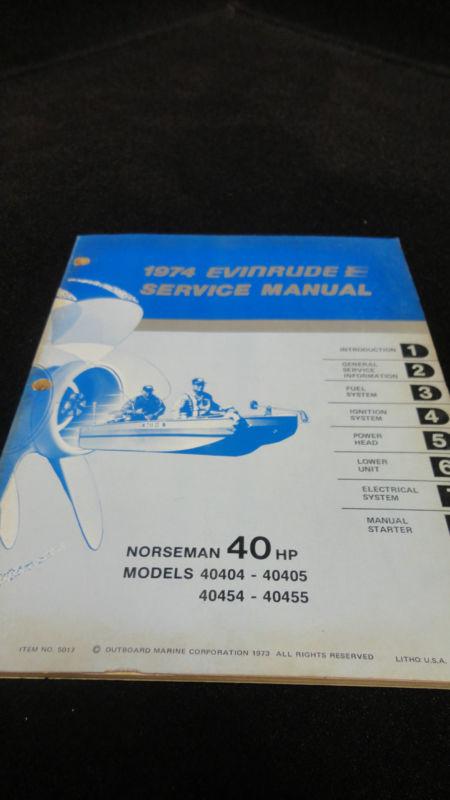 1974 EVINRUDE E
SERVICE MANUAL
INTRODUCTION 1
GENERAL
SERVICE
INFORMATION 2
FUEL
SYSTEM 3
IGNITION
SYSTEM 4
POWER
HEAD 5
LOWER
UNIT 6
ELECTRICAL
SYSTEM
MANUAL
STARTER
NORSEMAN 40 HP
MODELS 40404 - 40405
40454 - 40455
ITEM NO. 5017 © OUTBOARD MARINE CORPORATION 1973 ALL RIGHTS RESERVED LITHO U.S.A.